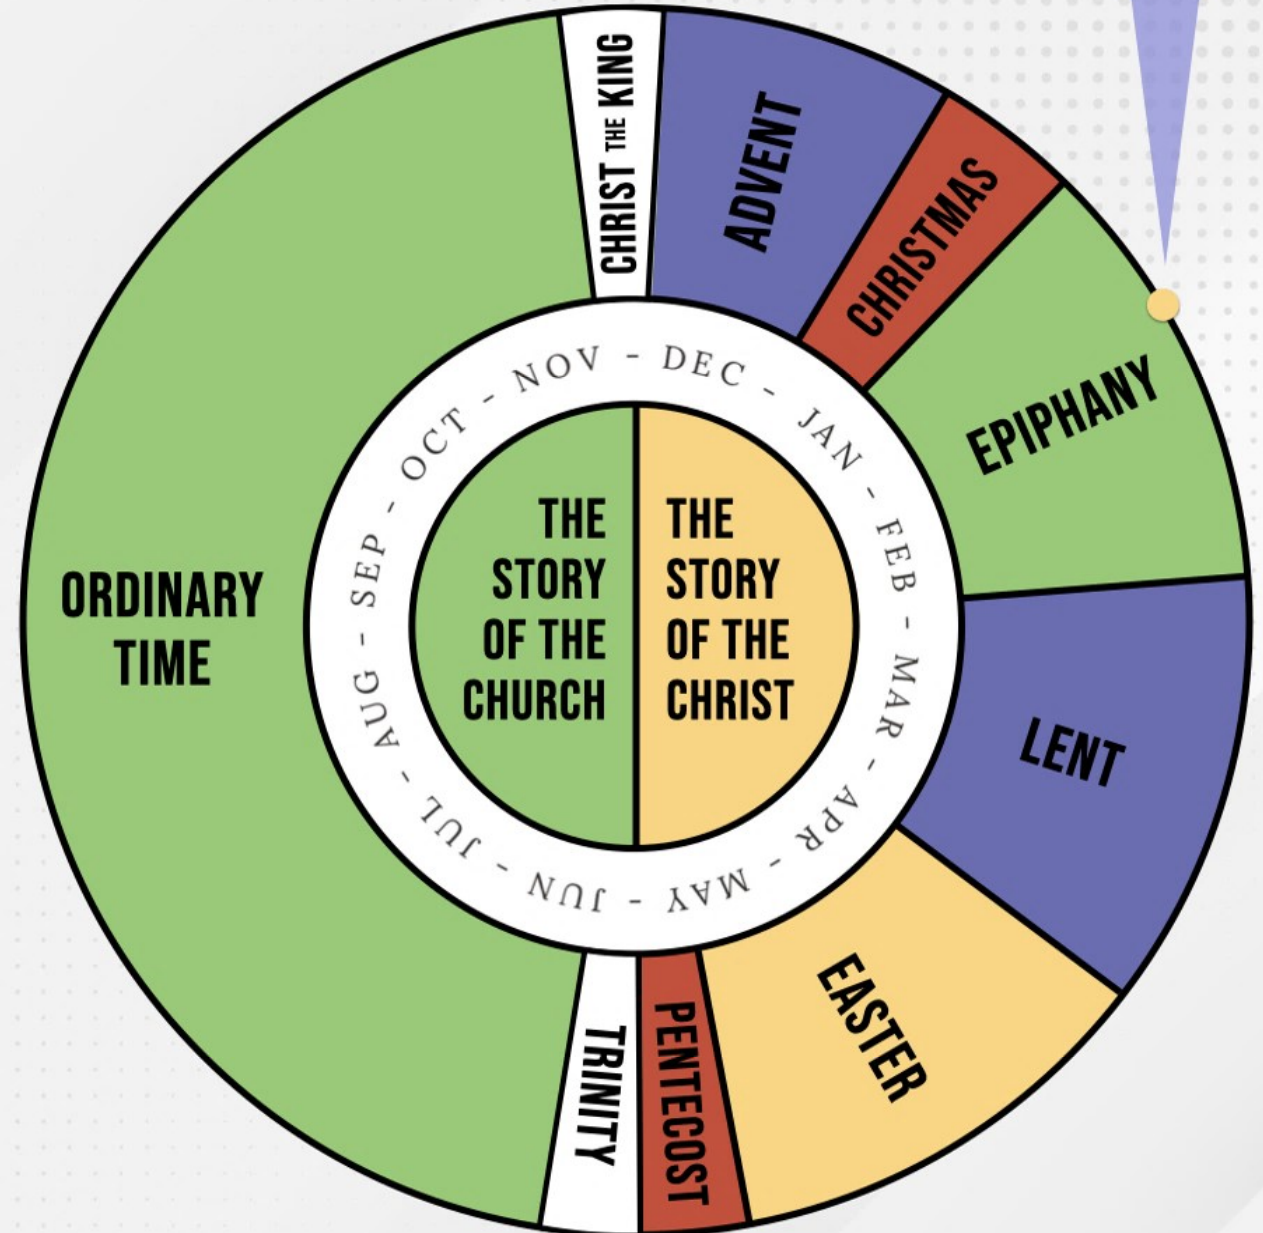 CHRIST THE KING
ADVENT
CHRISTMAS
EPIPHANY
LENT
EASTER
PENTECOST
TRINITY
ORDINARY
TIME
DEC - JAN - FEB - MAR - APR - MAY - JUN - JUL - AUG - SEP - OCT - NOV -
THE
STORY
OF THE
CHURCH
THE
STORY
OF THE
CHRIST